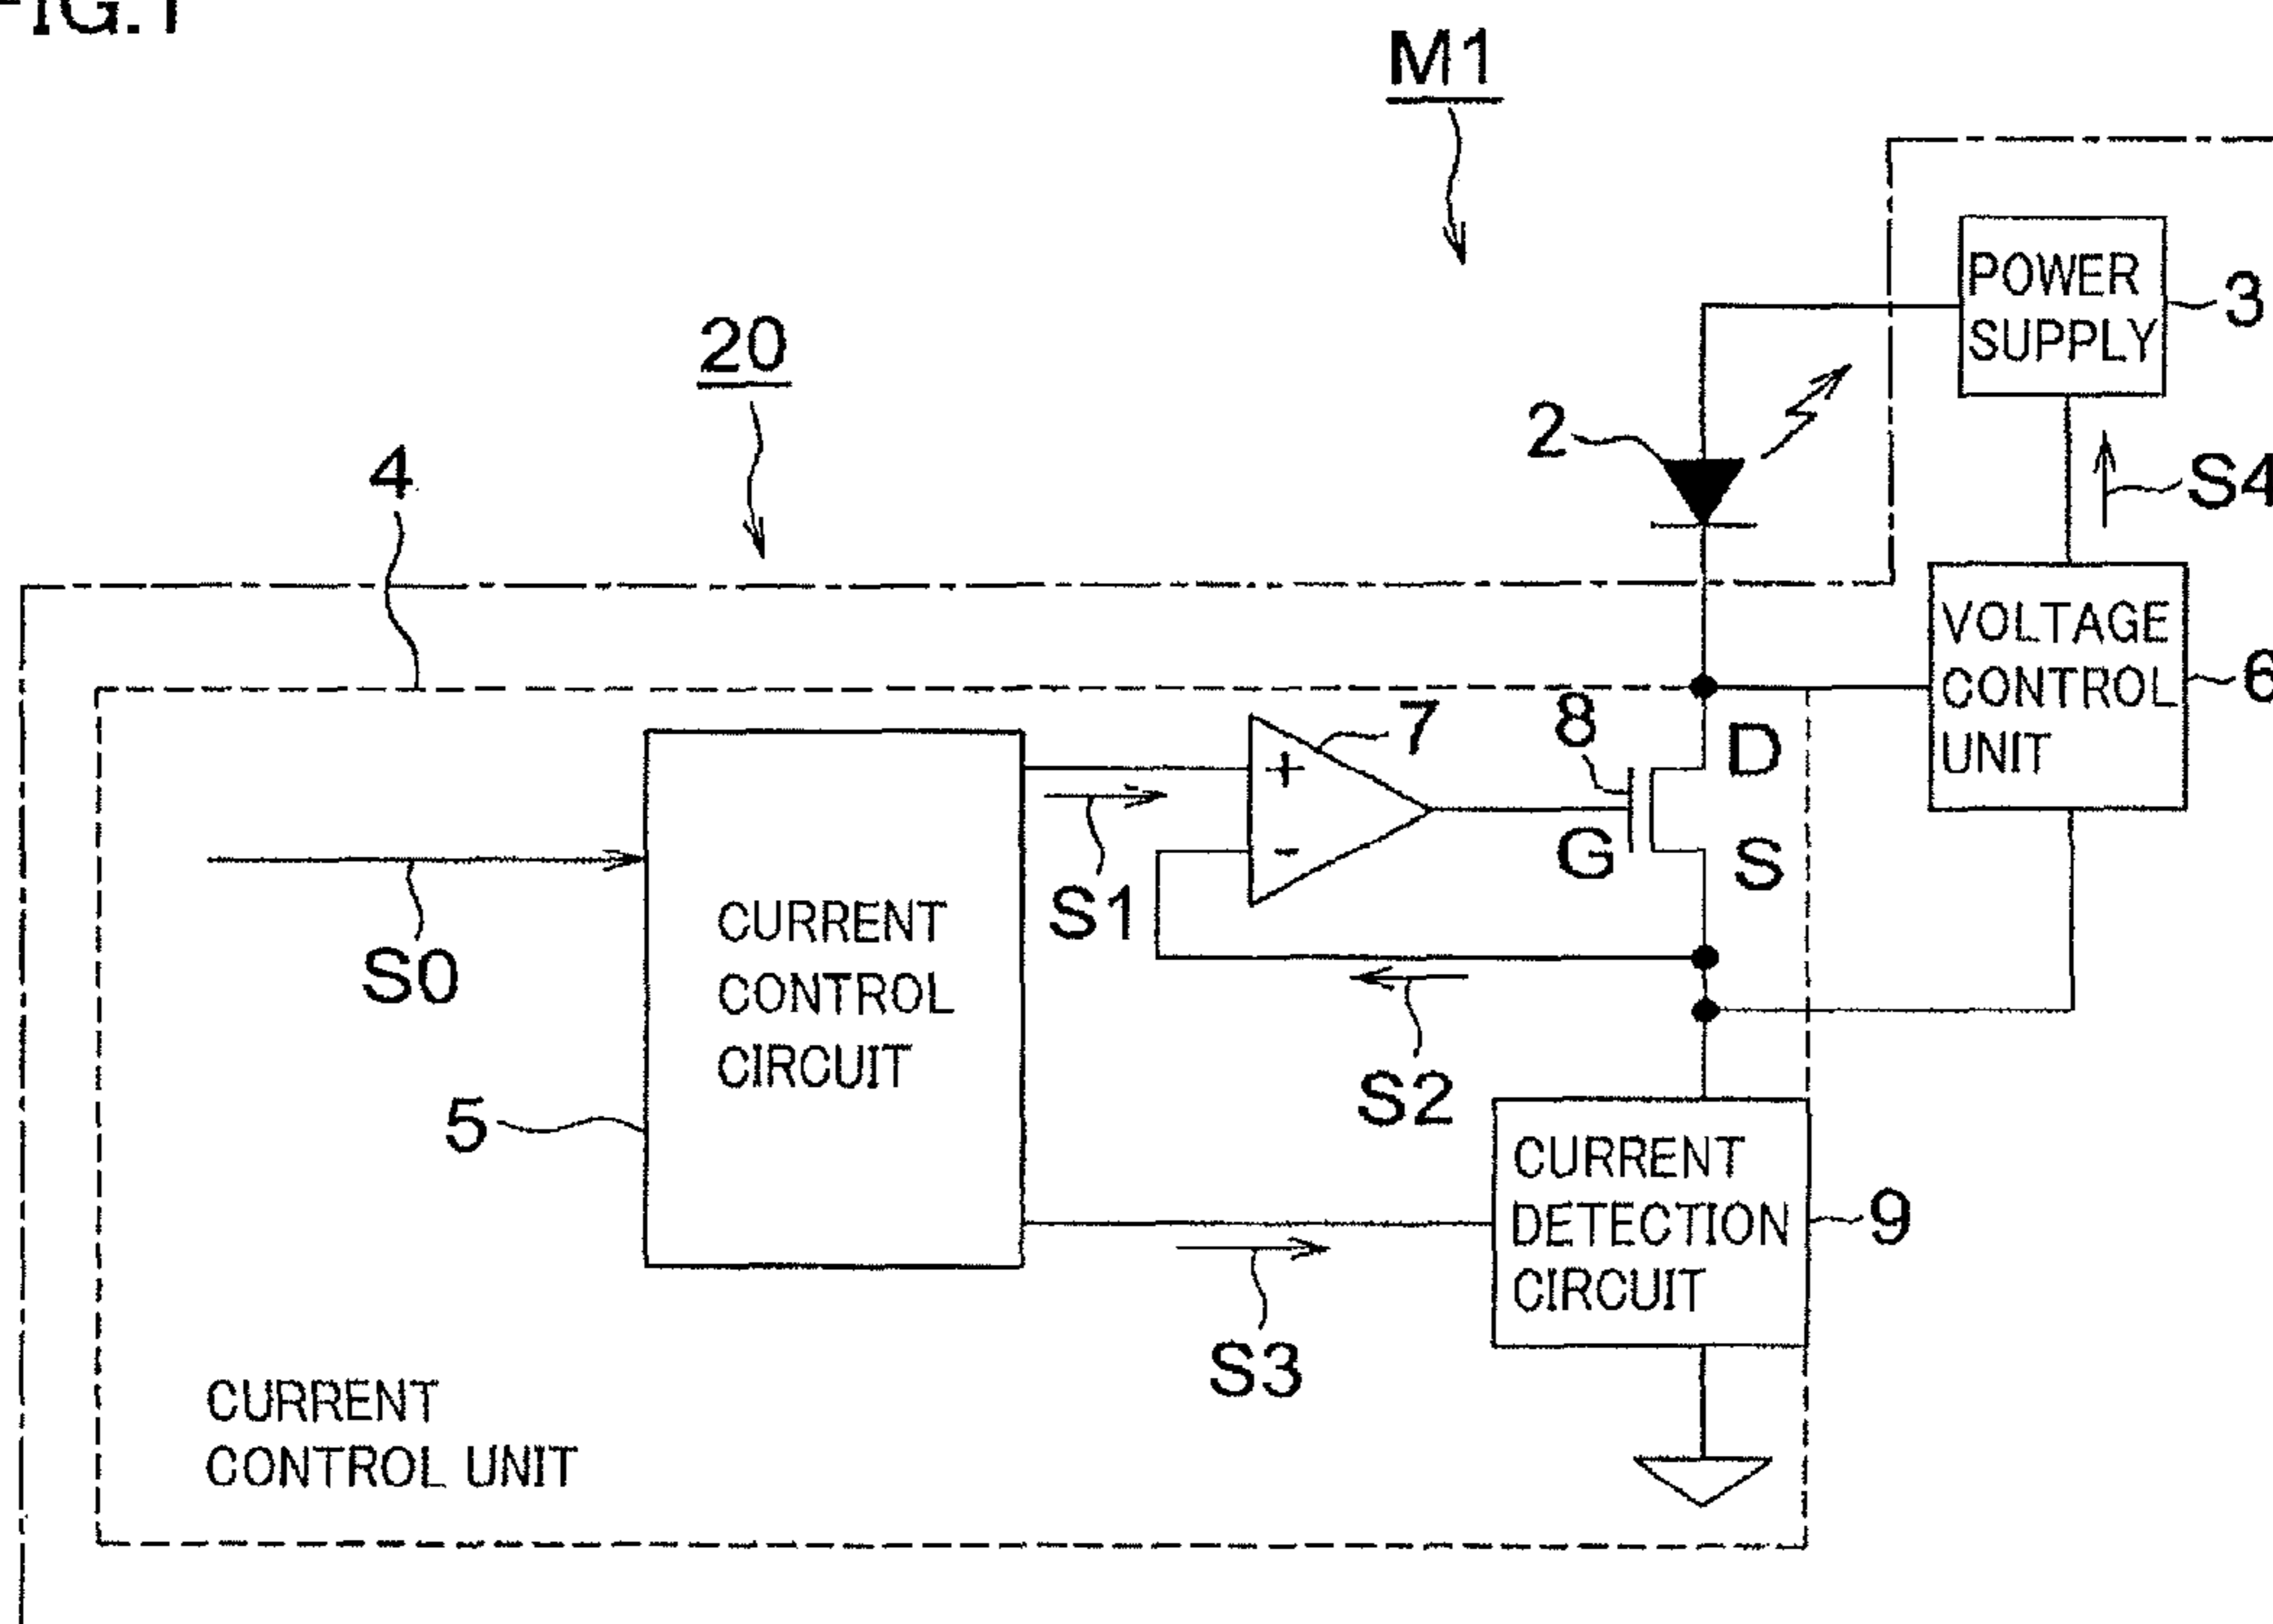 FIG.1
M1
20
POWER
SUPPLY
3
2
4
S4
VOLTAGE
CONTROL
UNIT
6
7
8
D
+
-
G
S
S1
S0
CURRENT
CONTROL
CIRCUIT
5
S2
CURRENT
DETECTION
CIRCUIT
9
S3
CURRENT
CONTROL UNIT